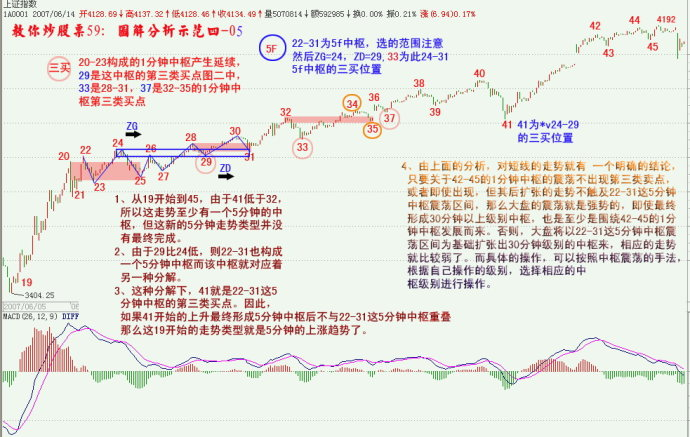 上证指数
1A0001 2007/06/14 开4128.69↓高4137.32↑低4128.46↑收4134.49↑量5070814↓额592985↓换0.00% 振0.21% 涨(6.94)0.17%
教你炒股票59: 圖解分析示范四-05
三买
20-23构成的1分钟中枢产生延续,
29是这中枢的第三类买点图二中,
33是28-31, 37是32-35的1分钟中
枢第三类买点
5F
22-31为5f中枢, 选的范围注意
然后ZG=24, ZD=29, 33为此24-31
5f中枢的三买位置
42
44
4192
43
45
40
38
39
41
41为*v24-29
的三买位置
36
34
35
37
32
33
ZG
ZD
30
31
28
29
26
27
24
25
22
23
20
21
19
3404.25
1、从19开始到45, 由于41低于32,
所以这走势至少有一个5分钟的中
枢, 但这新的5分钟走势类型并没
有最终完成。
2、由于29比24低, 则22-31也构成
一个5分钟中枢而该中枢就对应着
另一种分解。
3、这种分解下, 41就是22-31这5
分钟中枢的第三类买点。因此,
如果41开始的上升最终形成5分钟中枢后不与22-31这5分钟中枢重叠
那么这19开始的走势类型就是5分钟的上涨趋势了。
4、由上面的分析, 对短线的走势就有 一个明确的结论,
只要关于42-45的1分钟中枢的震荡不出现第三类卖点,
或者即使出现, 但其后扩张的走势不触及22-31这5分钟
中枢震荡区间, 那么大盘的震荡就是强势的, 即使最终
形成30分钟以上级别中枢, 也是至少是围绕42-45的1分
钟中枢发展而来。否则, 大盘将以22-31这5分钟中枢震
荡区间为基础扩张出30分钟级别的中枢来, 相应的走势
就比较弱了。而具体的操作, 可以按照中枢震荡的手法,
根据自己操作的级别, 选择相应的中
枢级别进行操作。
2007/06/05
MACD(26,12,9) DIFF